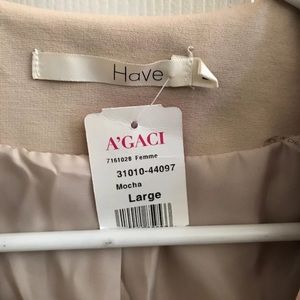 Have
A'GACI
7161028 Femme
31010-44097
Mocha
Large